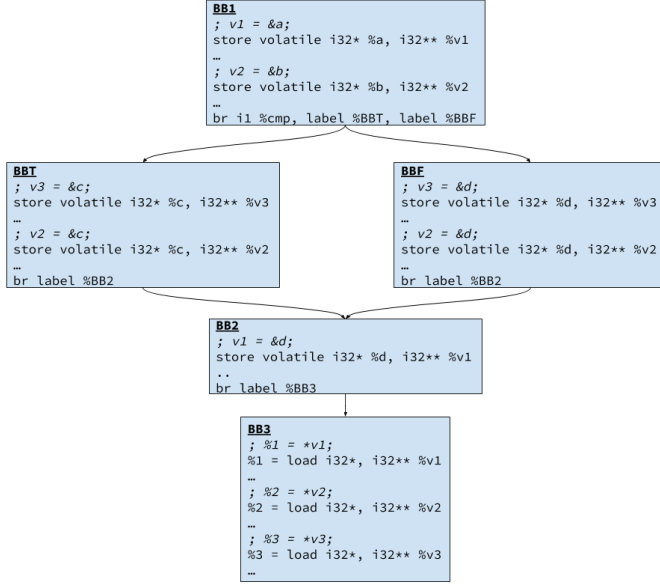 BB1
; v1 = &a;
store volatile i32* %a, i32** %v1
…
; v2 = &b;
store volatile i32* %b, i32** %v2
…
br i1 %cmp, label %BBT, label %BBF
BBT
; v3 = &c;
store volatile i32* %c, i32** %v3
…
; v2 = &c;
store volatile i32* %c, i32** %v2
…
br label %BB2
BBF
; v3 = &d;
store volatile i32* %d, i32** %v3
…
; v2 = &d;
store volatile i32* %d, i32** %v2
…
br label %BB2
BB2
; v1 = &d;
store volatile i32* %d, i32** %v1
..
br label %BB3
BB3
; %1 = *v1;
%1 = load i32*, i32** %v1
…
; %2 = *v2;
%2 = load i32*, i32** %v2
…
; %3 = *v3;
%3 = load i32*, i32** %v3
…